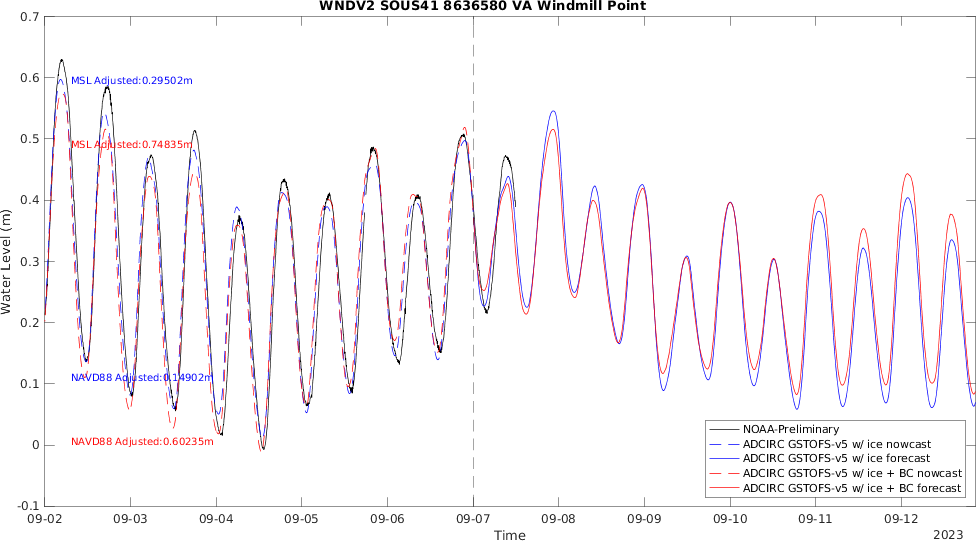 WNDV2 SOUS41 8636580 VA Windmill Point
0.7
0.6
0.5
0.4
0.3
0.2
0.1
0
-0.1
Water Level (m)
MSL Adjusted:0.29502m
MSL Adjusted:0.74835m
NAVD88 Adjusted:0.14902m
NAVD88 Adjusted:0.60235m
NOAA-Preliminary
ADCIRC GSTOFS-v5 w/ ice nowcast
ADCIRC GSTOFS-v5 w/ ice forecast
ADCIRC GSTOFS-v5 w/ ice + BC nowcast
ADCIRC GSTOFS-v5 w/ ice + BC forecast
09-02 09-03 09-04 09-05 09-06 09-07 09-08 09-09 09-10 09-11 09-12
Time
2023